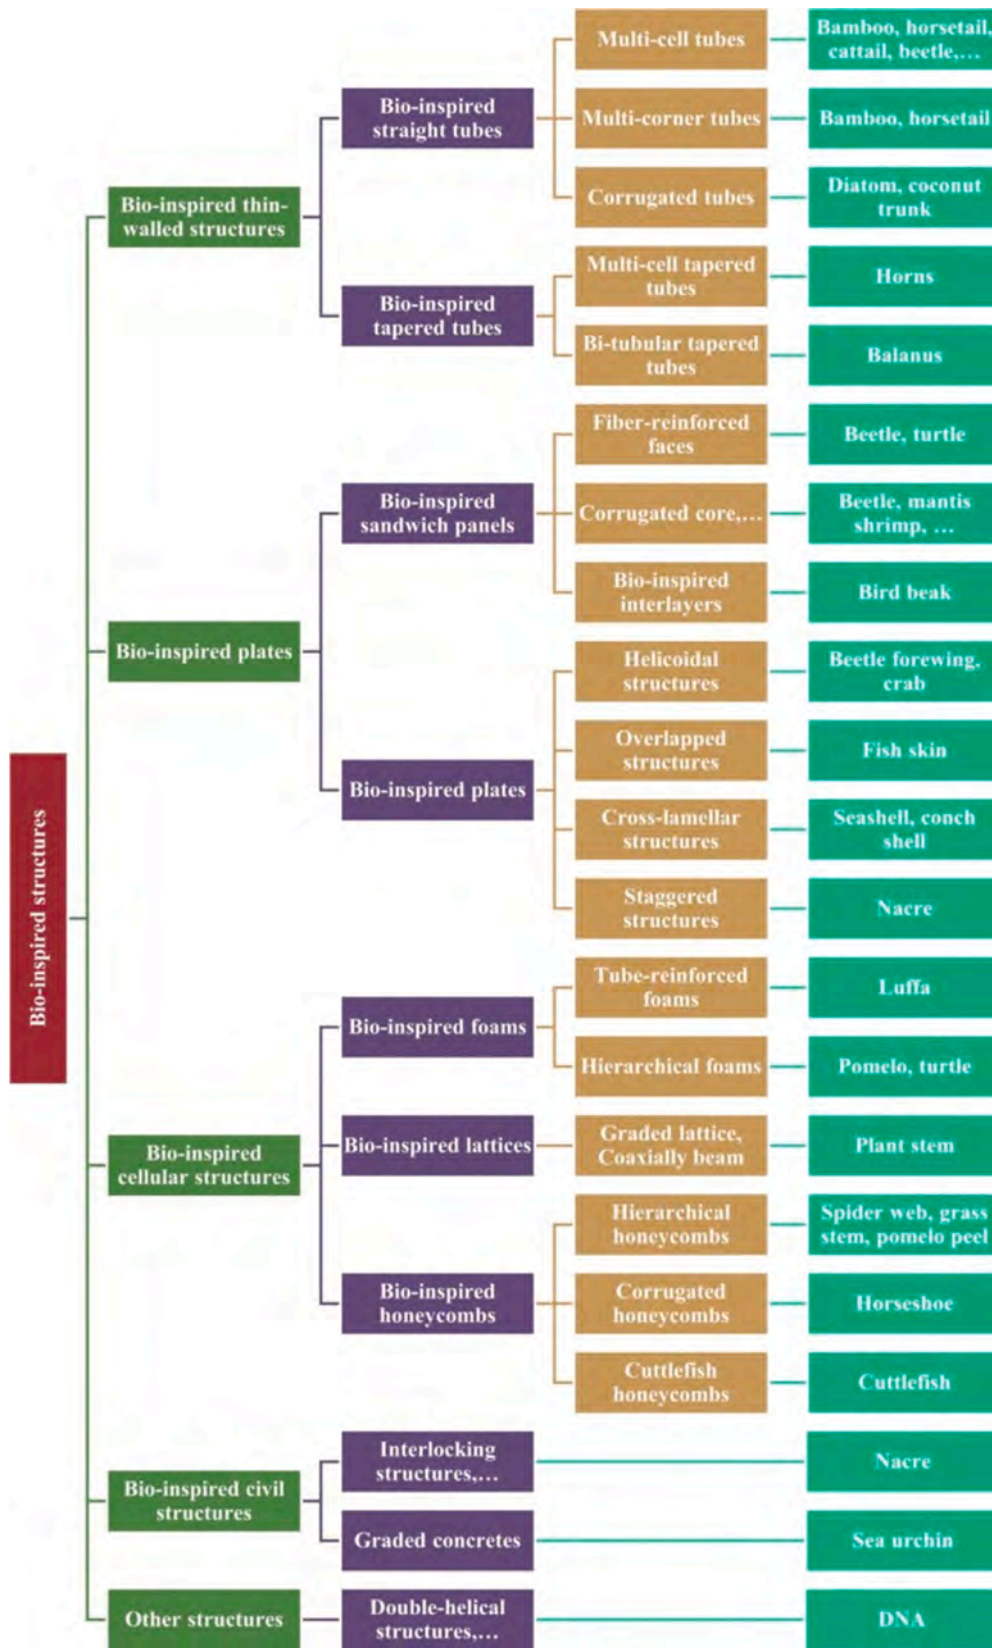 Bio-inspired structures
Bio-inspired thin-
walled structures
Bio-inspired
straight tubes
Multi-cell tubes
Bamboo, horsetail,
cattail, beetle,...
Multi-corner tubes
Bamboo, horsetail
Corrugated tubes
Diatom, coconut
trunk
Bio-inspired
tapered tubes
Multi-cell tapered
tubes
Horns
Bi-tubular tapered
tubes
Balanus
Bio-inspired plates
Bio-inspired
sandwich panels
Fiber-reinforced
faces
Beetle, turtle
Corrugated core,...
Beetle, mantis
shrimp, ...
Bio-inspired
interlayers
Bird beak
Bio-inspired plates
Helicoidal
structures
Beetle forewing,
crab
Overlapped
structures
Fish skin
Cross-lamellar
structures
Seashell, conch
shell
Staggered
structures
Nacre
Bio-inspired
cellular structures
Bio-inspired foams
Tube-reinforced
foams
Luffa
Hierarchical foams
Pomelo, turtle
Bio-inspired lattices
Graded lattice,
Coaxially beam
Plant stem
Bio-inspired
honeycombs
Hierarchical
honeycombs
Spider web, grass
stem, pomelo peel
Corrugated
honeycombs
Horseshoe
Cuttlefish
honeycombs
Cuttlefish
Bio-inspired civil
structures
Interlocking
structures,...
Nacre
Graded concretes
Sea urchin
Other structures
Double-helical
structures,...
DNA